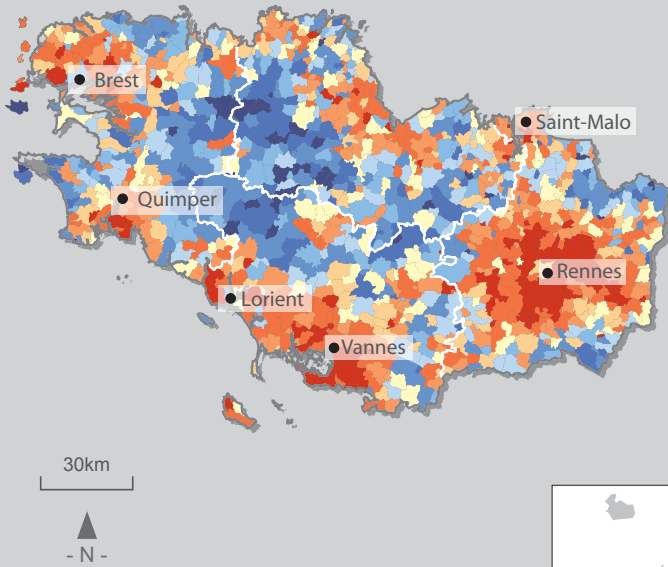 Brest
Saint-Malo
Quimper
Rennes
Lorient
Vannes
30km
- N -